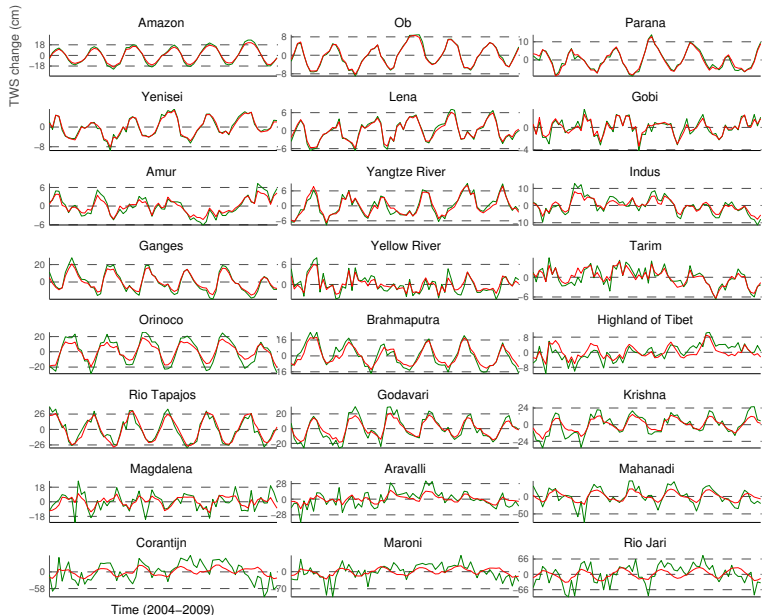 TWS change (cm)
Amazon Ob Parana
18 0 −18 8 0 −8 10 0
Yenisei Lena Gobi
0 −8 6 0 −6 0 4
Amur Yangtze River Indus
6 0 −6 6 0 −6 10 0 −10
Ganges Yellow River Tarim
20 0 6 0 0 −6
Orinoco Brahmaputra Highland of Tibet
20 0 −20 16 0 16 8 0 −8
Rio Tapajos Godavari Krishna
26 0 −26 20 0 −20 24 0 −24
Magdalena Aravalli Mahanadi
18 0 −18 28 0 −28 0 −50
Corantijn Maroni Rio Jari
0 −58 0 −70 66 0 −66
Time (2004−2009)